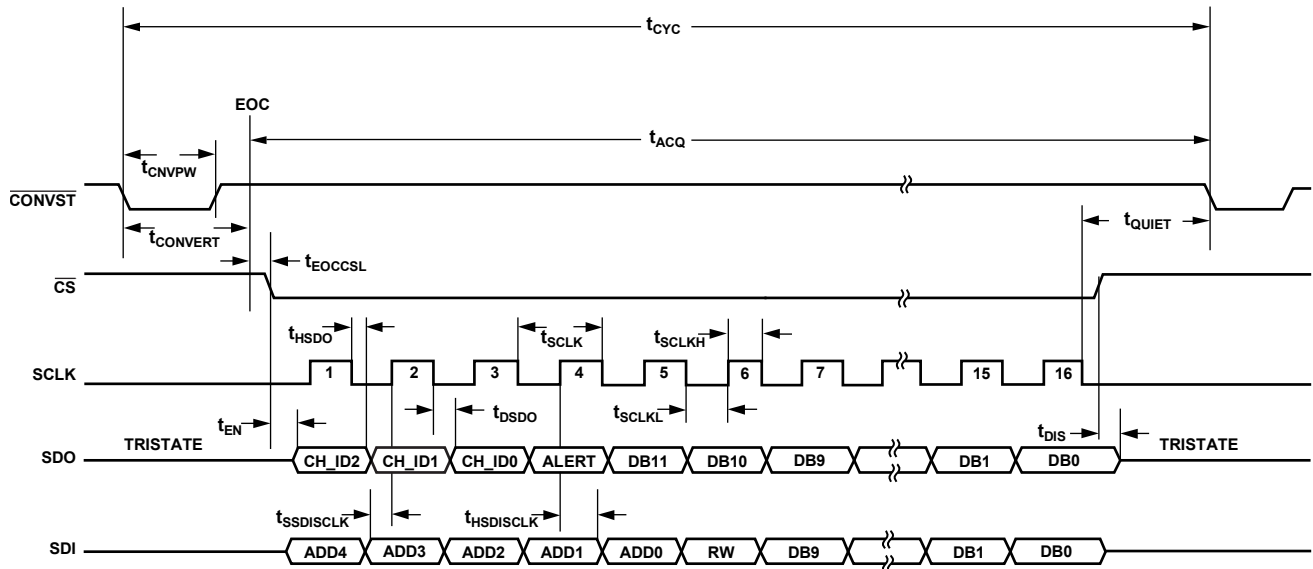 tCYC
EOC
tACQ
tCNVPW
CONVST
tCONVERT
tQUIET
tEOCCSL
CS
tHSDO
tSCLK
tSCLKH
SCLK
1 2 3 4 5 6 7 15 16
tEN
tDSDO
tSCLKL
tDIS
TRISTATE
TRISTATE
SDO
CH_ID2 CH_ID1 CH_ID0 ALERT DB11 DB10 DB9 DB1 DB0
tSSDISCLK
tHSDISCLK
SDI
ADD4 ADD3 ADD2 ADD1 ADD0 RW DB9 DB1 DB0